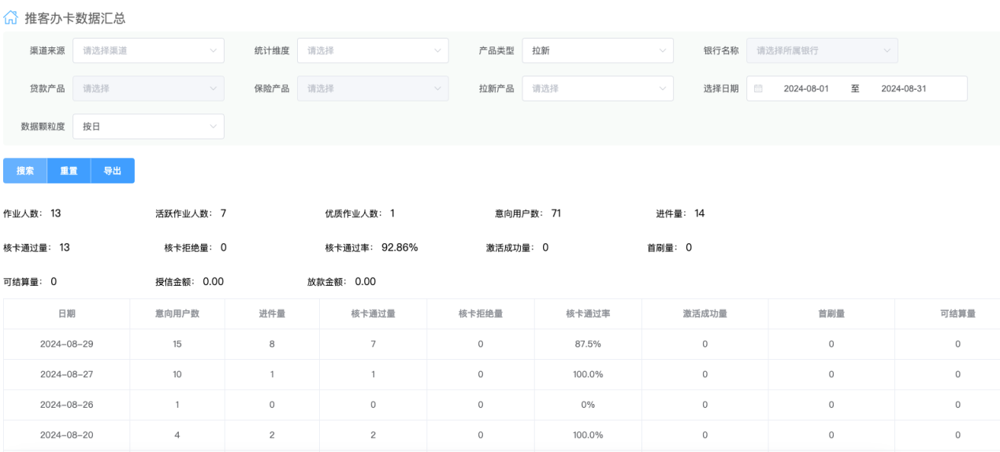 推客办卡数据汇总
渠道来源 请选择渠道 统计维度 请选择 产品类型 拉新 银行名称 请选择所属银行
贷款产品 请选择 保险产品 请选择 拉新产品 请选择 选择日期 2024-08-01 至 2024-08-31
数据颗粒度 按日
搜索 重置 导出
作业人数： 13 活跃作业人数： 7 优质作业人数： 1 意向用户数： 71 进件量： 14
核卡通过量： 13 核卡拒绝量： 0 核卡通过率： 92.86% 激活成功量： 0 首刷量： 0
可结算量： 0 授信金额： 0.00 放款金额： 0.00
日期 意向用户数 进件量 核卡通过量 核卡拒绝量 核卡通过率 激活成功量 首刷量 可结算量
2024-08-29 15 8 7 0 87.5% 0 0 0
2024-08-27 10 1 1 0 100.0% 0 0 0
2024-08-26 1 0 0 0 0% 0 0 0
2024-08-20 4 2 2 0 100.0% 0 0 0